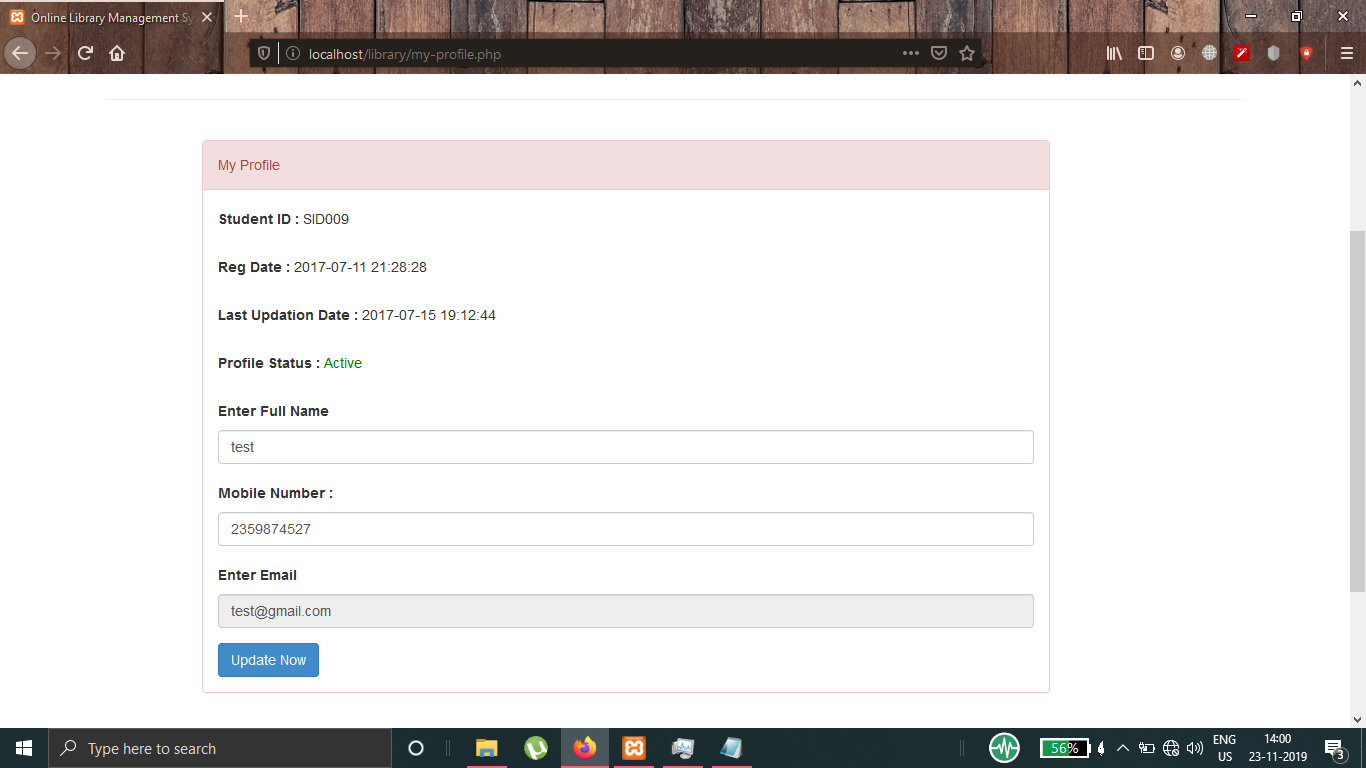 Online Library Management Sy
localhost/library/my-profile.php
My Profile
Student ID : SID009
Reg Date : 2017-07-11 21:28:28
Last Updation Date : 2017-07-15 19:12:44
Profile Status : Active
Enter Full Name
test
Mobile Number :
2359874527
Enter Email
test@gmail.com
Update Now
Type here to search
56%
ENG
US
14:00
23-11-2019
3